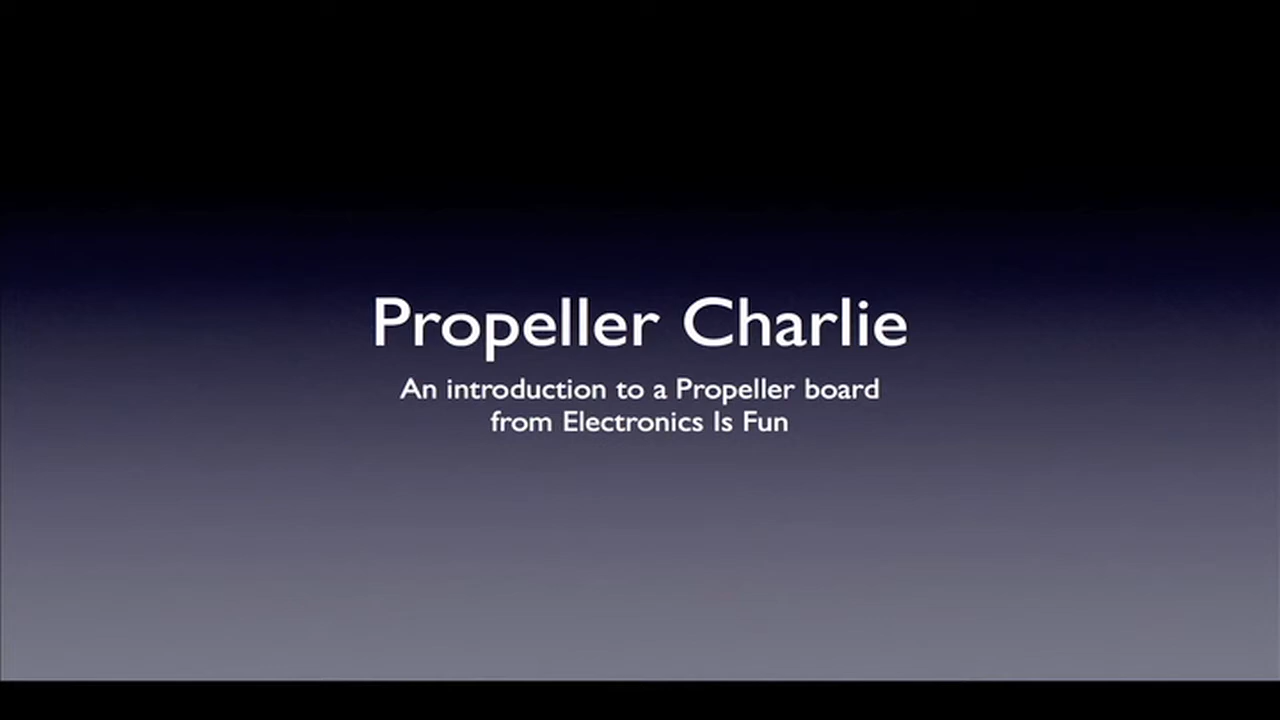 Propeller Charlie
An introduction to a Propeller board
from Electronics Is Fun